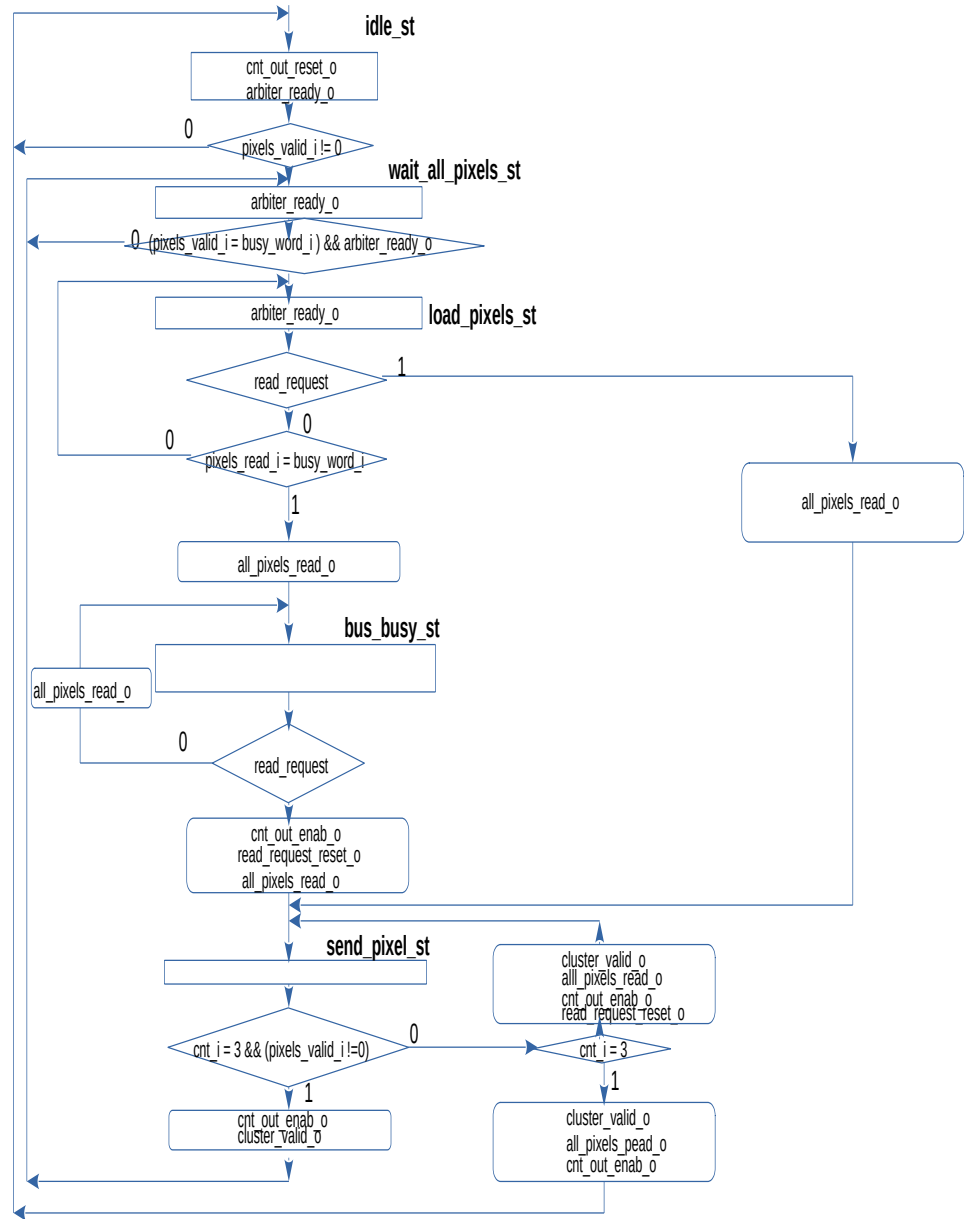 idle_st
cnt_out_reset_o
arbiter_ready_o
0
pixels_valid_i != 0
wait_all_pixels_st
arbiter_ready_o
0
(pixels_valid_i = busy_word_i ) && arbiter_ready_o
arbiter_ready_o
load_pixels_st
read_request
1
0
0
pixels_read_i = busy_word_i
1
all_pixels_read_o
all_pixels_read_o
bus_busy_st
all_pixels_read_o
0
read_request
cnt_out_enab_o
read_request_reset_o
all_pixels_read_o
send_pixel_st
cluster_valid_o
alll_pixels_read_o
cnt_out_enab_o
read_request_reset_o
cnt_i = 3 && (pixels_valid_i !=0)
0
cnt_i = 3
1
1
cnt_out_enab_o
cluster_valid_o
cluster_valid_o
all_pixels_pead_o
cnt_out_enab_o